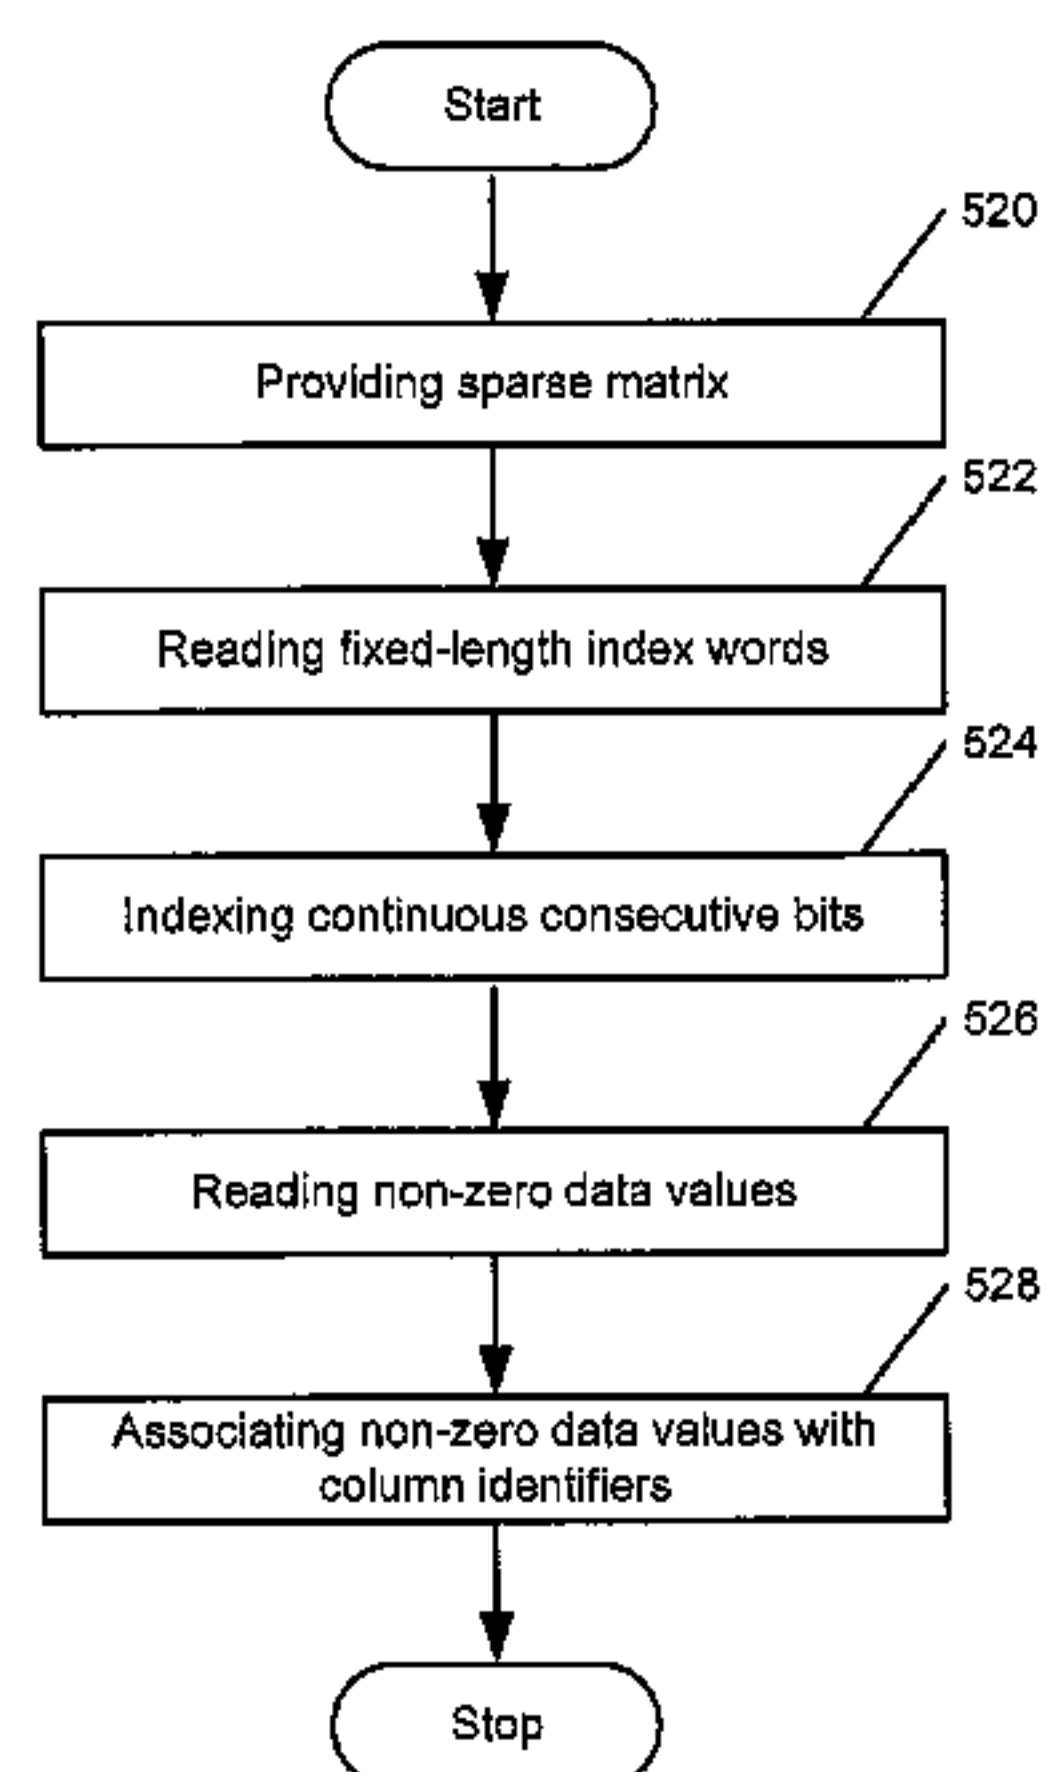 Start
520
Providing sparse matrix
522
Reading fixed-length index words
524
Indexing continuous consecutive bits
526
Reading non-zero data values
528
Associating non-zero data values with
column identifiers
Stop